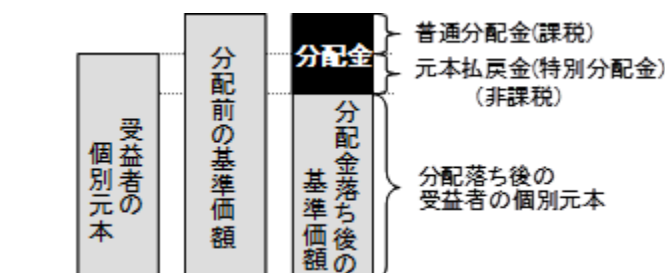 受益者の
個別元本
分配前の基準価額
分配金
分配金落ち後の
基準価額
普通分配金(課税)
元本払戻金(特別分配金)
(非課税)
分配落ち後の
受益者の個別元本